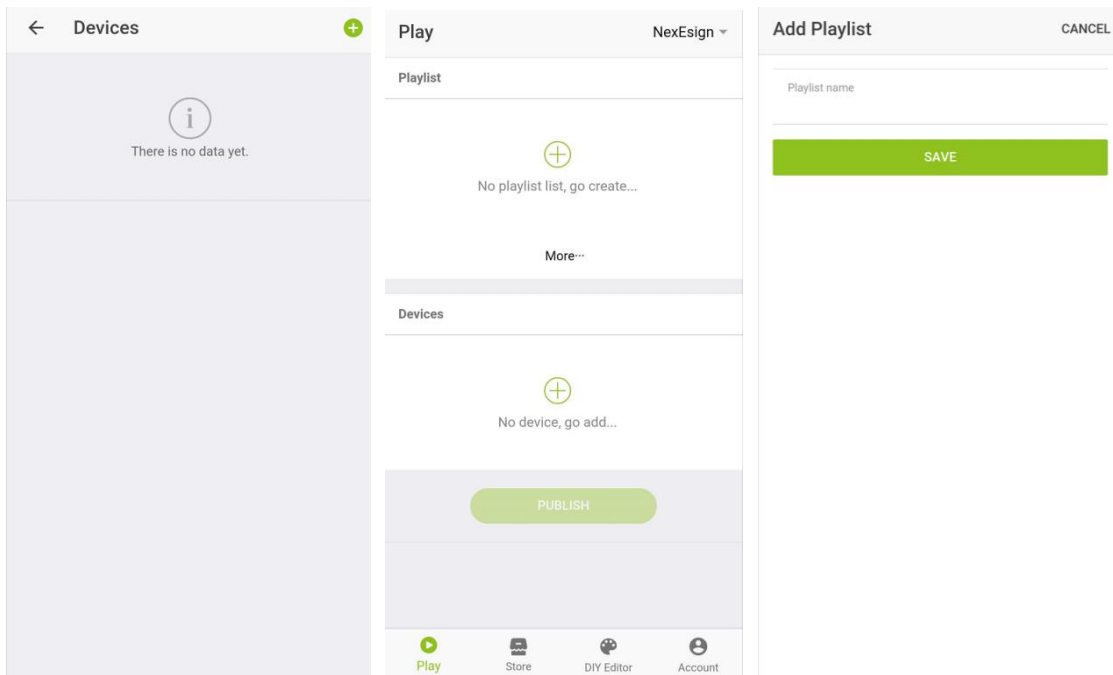 Devices
There is no data yet.
Play
NexEsign
Playlist
No playlist list, go create...
More···
Devices
No device, go add...
PUBLISH
Play
Store
DIY Editor
Account
Add Playlist
CANCEL
Playlist name
SAVE